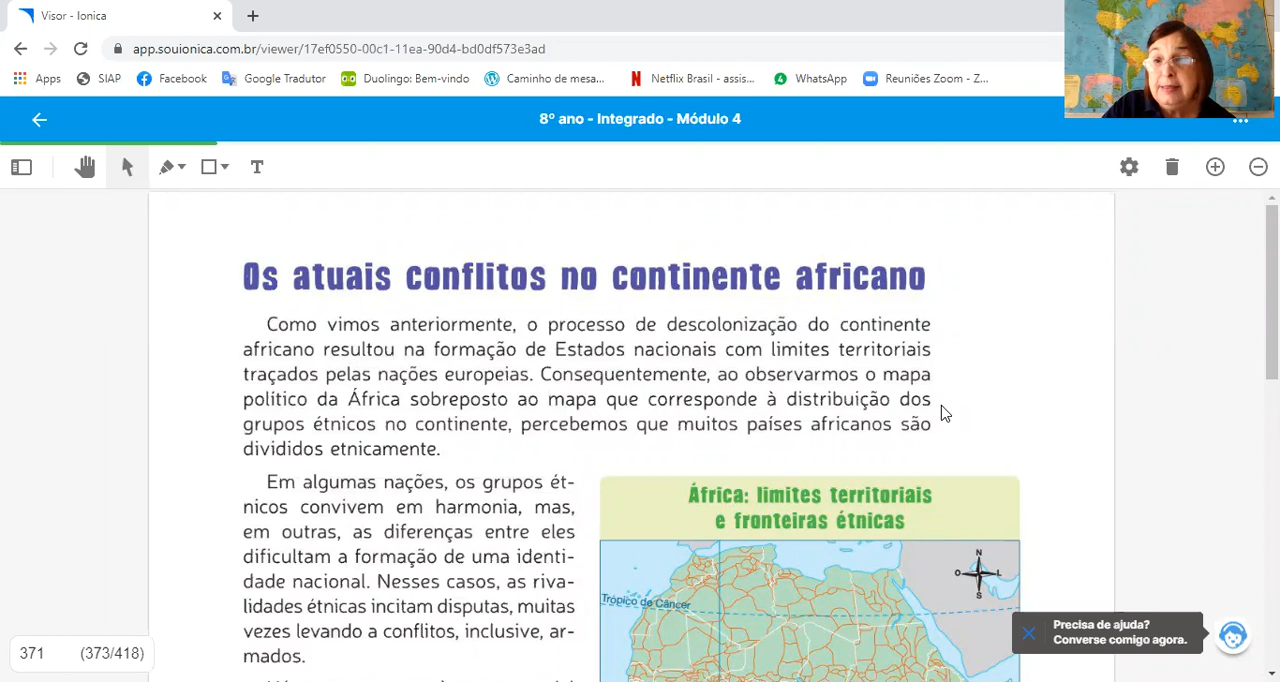 Visor - Ionica
app.souionica.com.br/viewer/17ef0550-00c1-11ea-90d4-bd0df573e3ad
Apps SIAP Facebook Google Tradutor Duolingo: Bem-vindo Caminho de mesa... Netflix Brasil - assis... 4 WhatsApp Reuniões Zoom - Z...
8º ano - Integrado - Módulo 4
T
Os atuais conflitos no continente africano
Como vimos anteriormente, o processo de descolonização do continente
africano resultou na formação de Estados nacionais com limites territoriais
traçados pelas nações europeias. Consequentemente, ao observarmos o mapa
político da África sobreposto ao mapa que corresponde à distribuição dos
grupos étnicos no continente, percebemos que muitos países africanos são
divididos etnicamente.
Em algumas nações, os grupos ét-
nicos convivem em harmonia, mas,
em outras, as diferenças entre eles
dificultam a formação de uma identi-
dade nacional. Nesses casos, as riva-
lidades étnicas incitam disputas, muitas
vezes levando a conflitos, inclusive, ar-
mados.
África: limites territoriais
e fronteiras étnicas
N
O L
S
Trópico de Câncer
Precisa de ajuda?
Converse comigo agora.
371 (373/418)